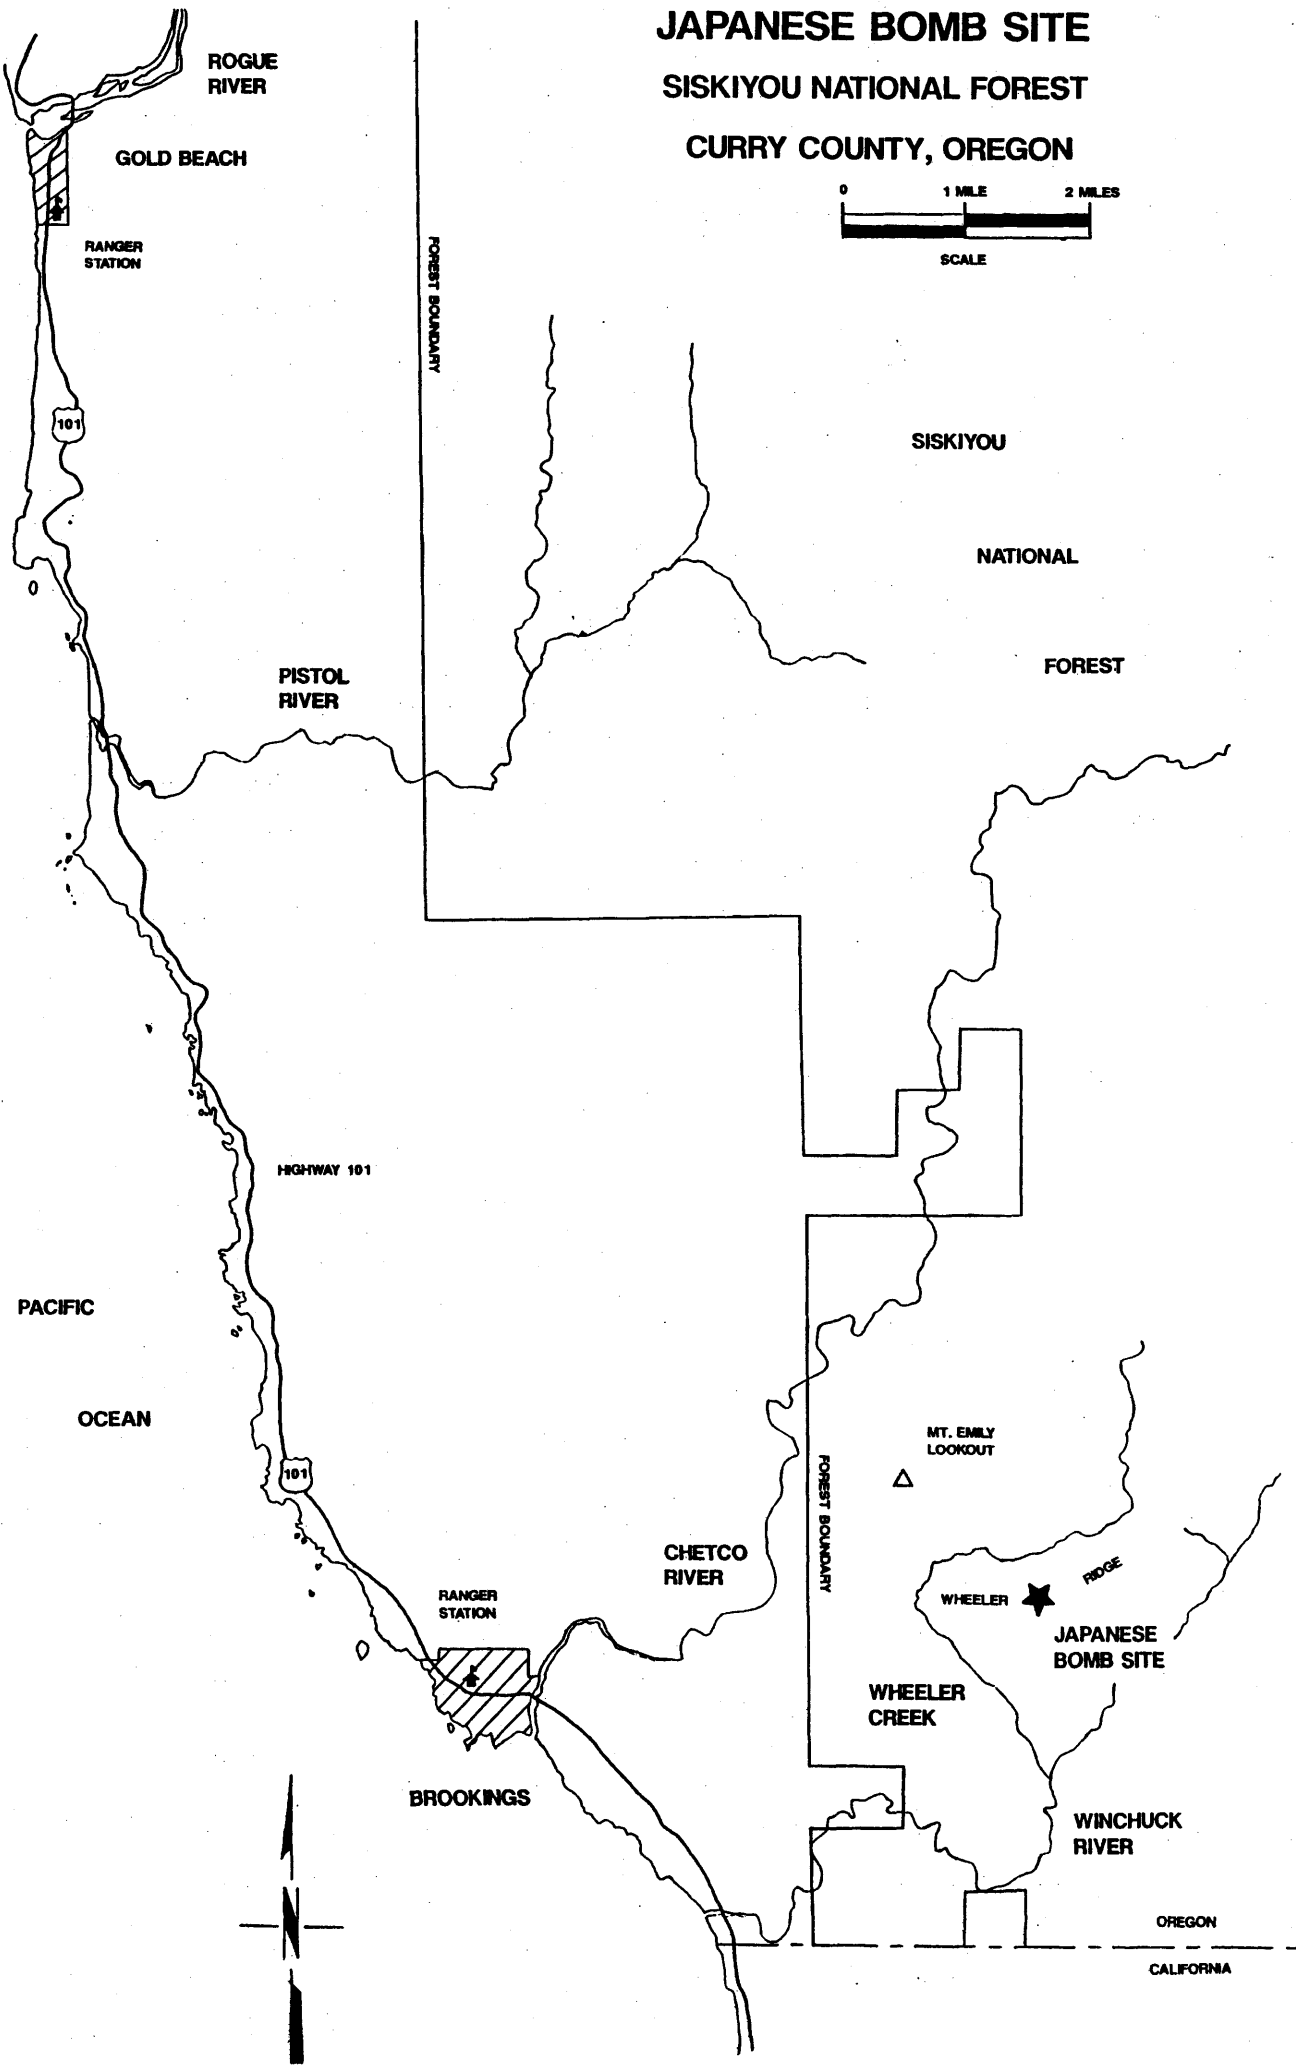 JAPANESE BOMB SITE
SISKIYOU NATIONAL FOREST
CURRY COUNTY, OREGON
0 1 MILE 2 MILES
SCALE
ROGUE
RIVER
GOLD BEACH
RANGER
STATION
FOREST BOUNDARY
101
SISKIYOU
NATIONAL
FOREST
PISTOL
RIVER
HIGHWAY 101
PACIFIC
OCEAN
MT. EMILY
LOOKOUT
101
FOREST BOUNDARY
CHETCO
RIVER
RANGER
STATION
WHEELER
RIDGE
JAPANESE
BOMB SITE
WHEELER
CREEK
BROOKINGS
WINCHUCK
RIVER
N
OREGON
CALIFORNIA